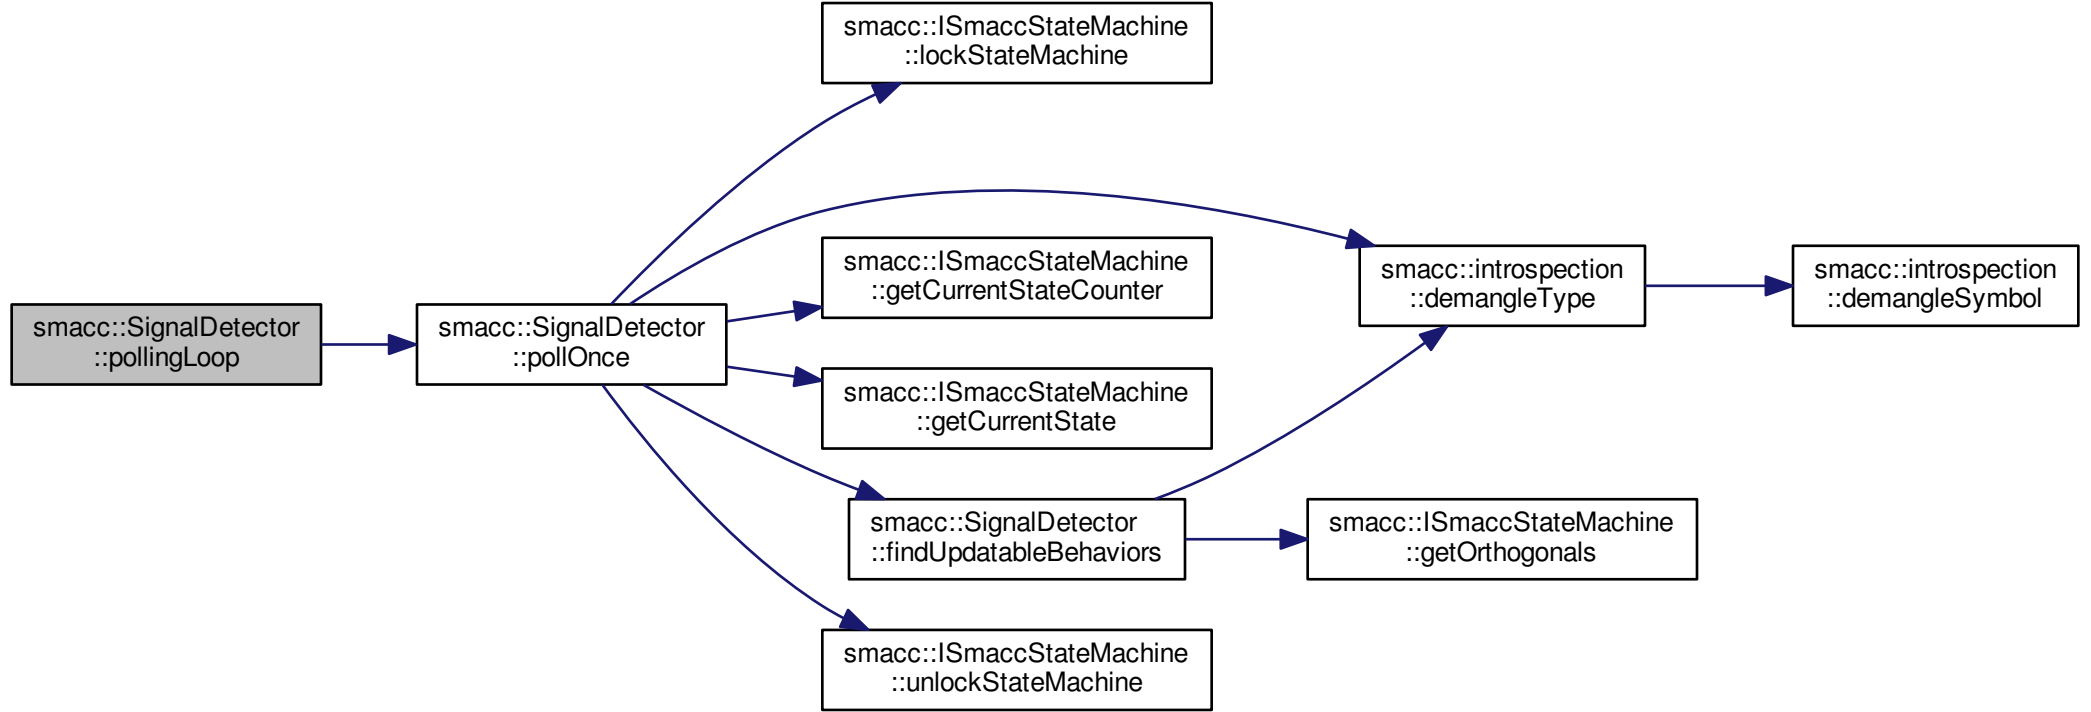 smacc::ISmaccStateMachine
::lockStateMachine
smacc::ISmaccStateMachine
::getCurrentStateCounter
smacc::introspection
::demangleType
smacc::introspection
::demangleSymbol
smacc::SignalDetector
::pollingLoop
smacc::SignalDetector
::pollOnce
smacc::ISmaccStateMachine
::getCurrentState
smacc::SignalDetector
::findUpdatableBehaviors
smacc::ISmaccStateMachine
::getOrthogonals
smacc::ISmaccStateMachine
::unlockStateMachine